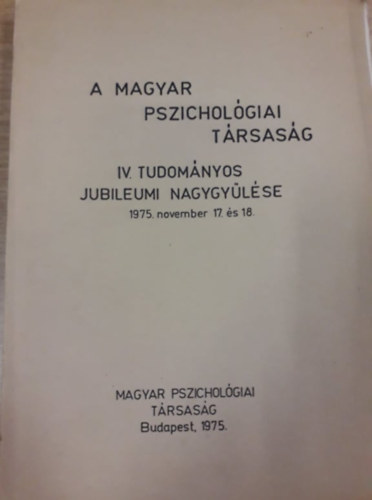 A MAGYAR
PSZICHOLÓGIAI
TÁRSASÁG
IV. TUDOMÁNYOS
JUBILEUMI NAGYGYŰLÉSE
1975. november 17. és 18.
MAGYAR PSZICHOLÓGIAI
TÁRSASÁG
Budapest, 1975.